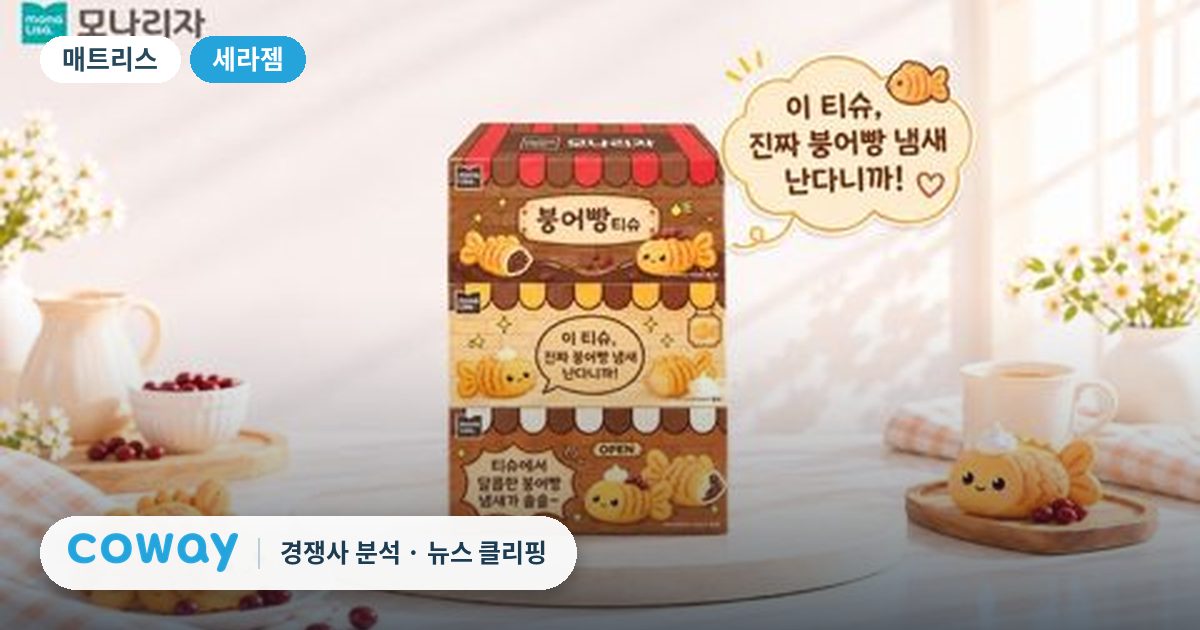 mona
Lisa.
모나리자
매트리스
세라젬
이 티슈,
진짜 붕어빵 냄새
난다니까!
모나리자
붕어빵티슈
이 티슈,
진짜 붕어빵 냄새
난다니까!
OPEN
티슈에서
달콤한 붕어빵
냄새가 솔솔~
coway
경쟁사 분석 · 뉴스 클리핑